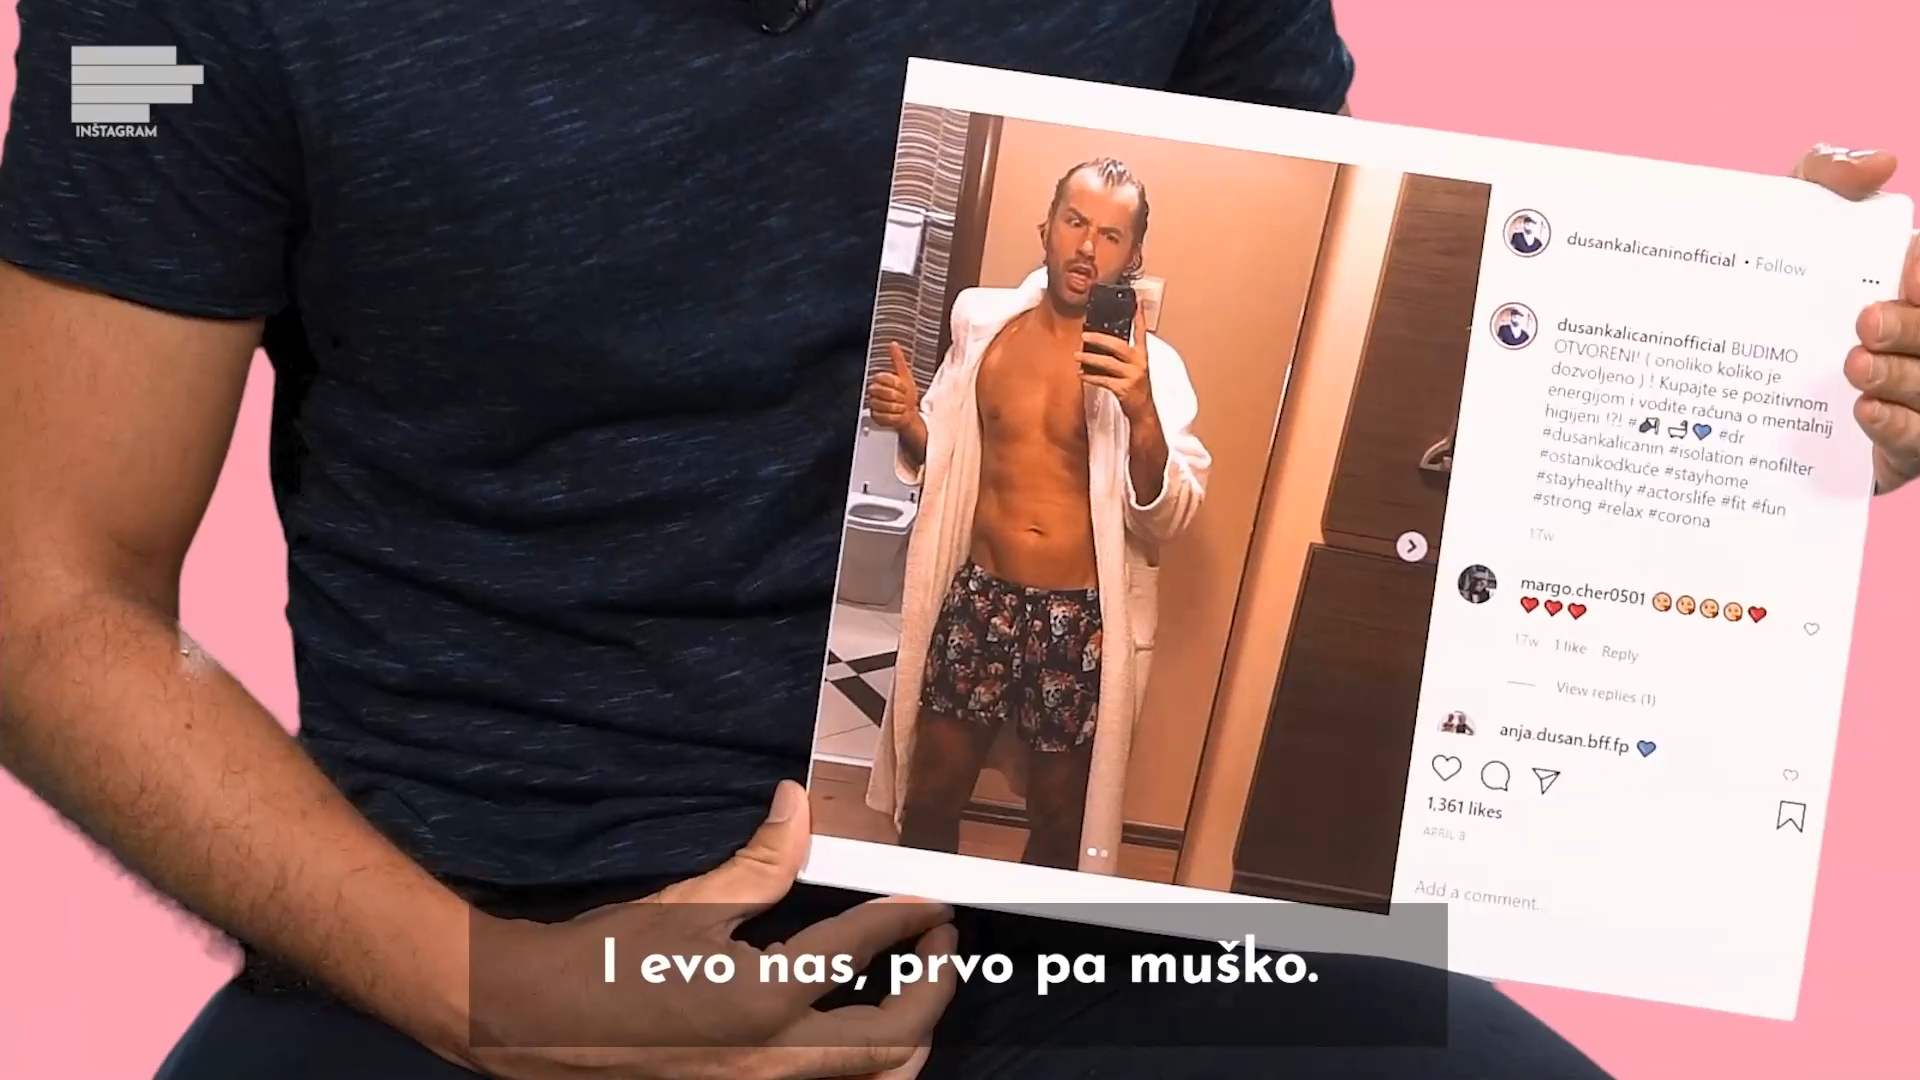 INŠTAGRAM
dusankalicaninofficial • Follow
dusankalicaninofficial BUDIMO
OTVORENI! ( onoliko koliko je
dozvoljeno ) ! Kupajte se pozitivnom
energijom i vodite računa o mentalnij
higijeni !?! #🚿🛁💙 #dr
#dusankalicanin #isolation #nofilter
#ostanikodkuće #stayhome
#stayhealthy #actorslife #fit #fun
#strong #relax #corona
17w
margo.cher0501 😘😘😘😘❤
❤❤❤
17w 1 like Reply
View replies (1)
anja.dusan.bff.fp 💙
1,361 likes
APRIL 3
Add a comment...
I evo nas, prvo pa muško.